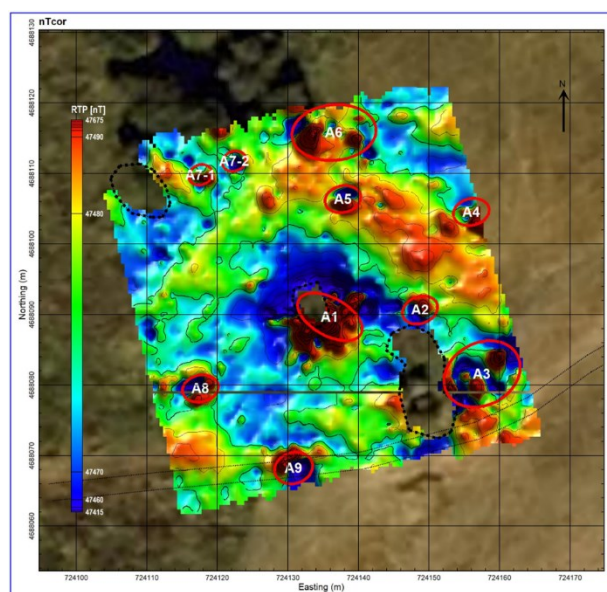 nTcor
4688130
4688120
4688110
4688100
4688090
4688080
4688070
4688060
Northing (m)
RTP [nT]
47675
47490
47480
47470
47460
47415
N
A6
A7-2
A7-1
A5
A4
A2
A1
A3
A8
A9
724100
724110
724120
724130
724140
724150
724160
724170
Easting (m)